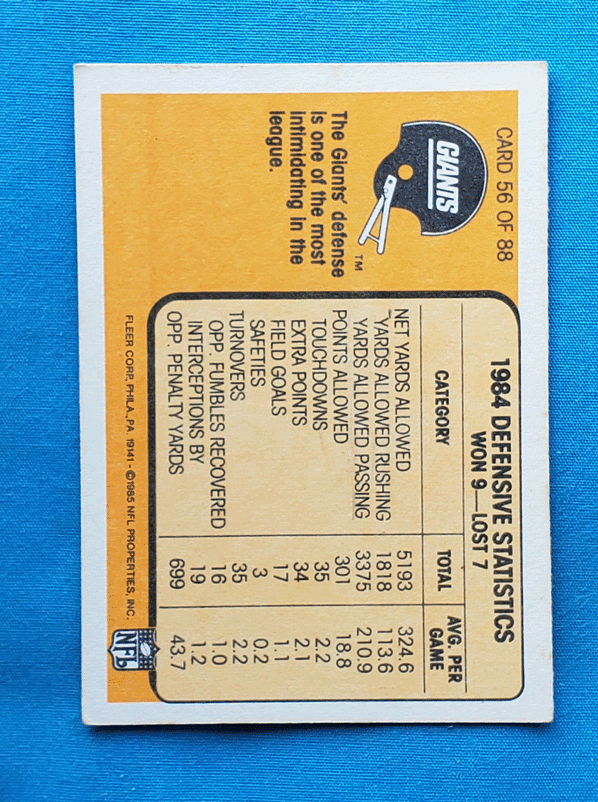 CARD 56 OF 88
GIANTS
TM
The Giants' defense
is one of the most
intimidating in the
league.
1984 DEFENSIVE STATISTICS
WON 9—LOST 7
CATEGORY TOTAL AVG. PER GAME
NET YARDS ALLOWED 5193 324.6
YARDS ALLOWED RUSHING 1818 113.6
YARDS ALLOWED PASSING 3375 210.9
POINTS ALLOWED 301 18.8
TOUCHDOWNS 35 2.2
EXTRA POINTS 34 2.1
FIELD GOALS 17 1.1
SAFETIES 3 0.2
TURNOVERS 35 2.2
OPP. FUMBLES RECOVERED 16 1.0
INTERCEPTIONS BY 19 1.2
OPP. PENALTY YARDS 699 43.7
FLEER CORP., PHILA., PA 19141 - ©1985 NFL PROPERTIES, INC.
NFL